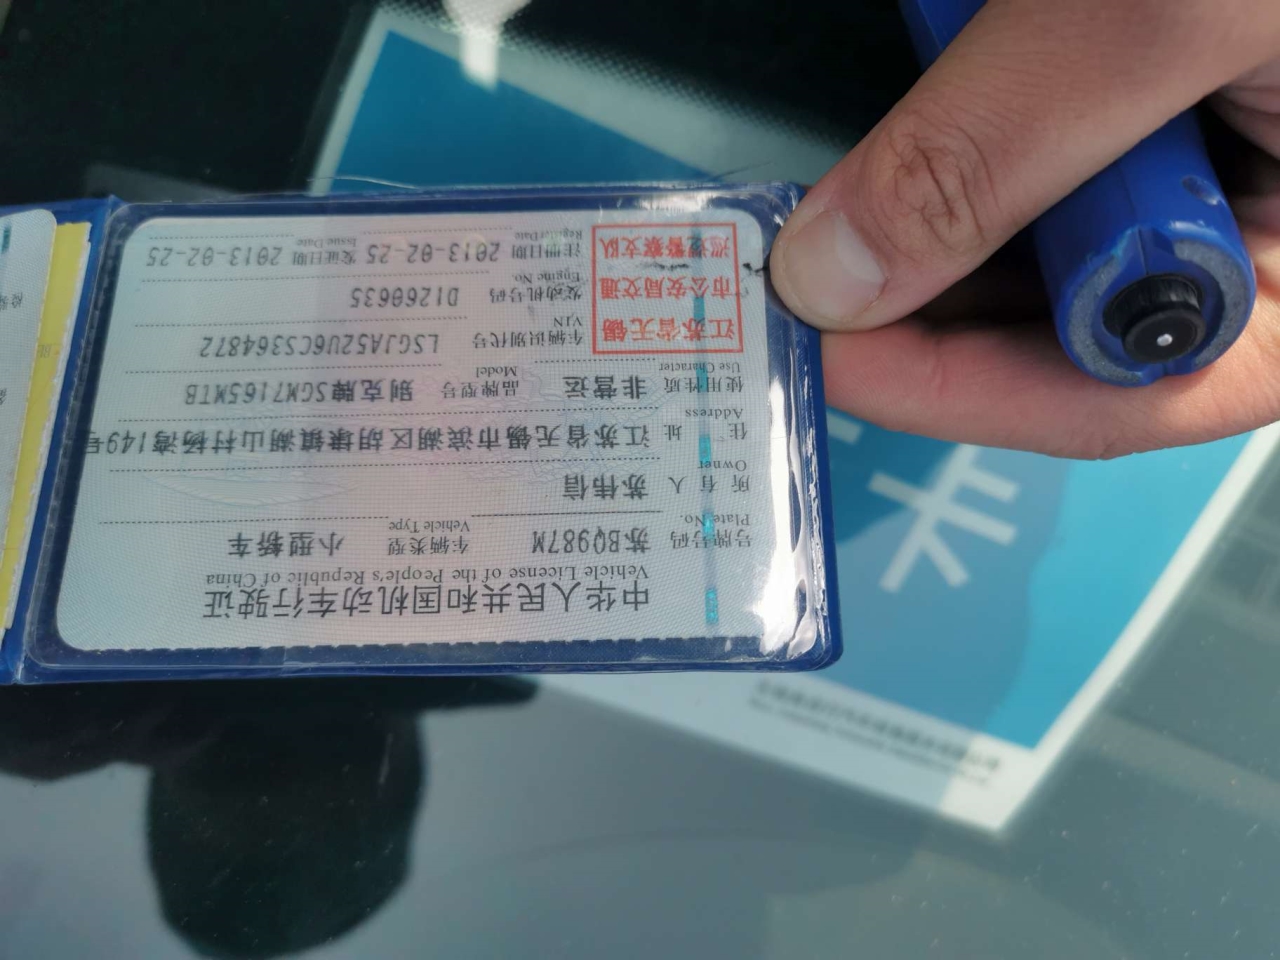 中华人民共和国机动车行驶证
Vehicle License of the People's Republic of China
号牌号码 苏BQ987M 车辆类型 小型轿车
Plate No. Vehicle Type
所有人 苏伟信
Owner
住址 江苏省无锡市滨湖区胡埭镇湖山村杨湾149号
Address
使用性质 非营运 品牌型号 别克牌SGM7165MTB
Use Character Model
江苏省无锡
市公安局交通
巡逻警察支队
车辆识别代号 LSGJA52U6CS364872
VIN
发动机号码 D1260635
Engine No.
注册日期 2013-02-25 发证日期 2013-02-25
Register Date Issue Date